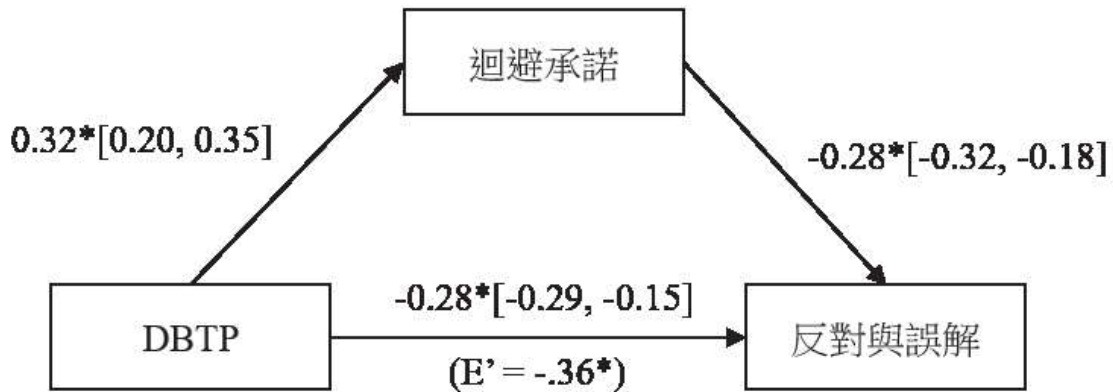 迴避承諾
0.32*[0.20, 0.35]
-0.28*[-0.32, -0.18]
-0.28*[-0.29, -0.15]
DBTP
反對與誤解
(E’ = -.36*)